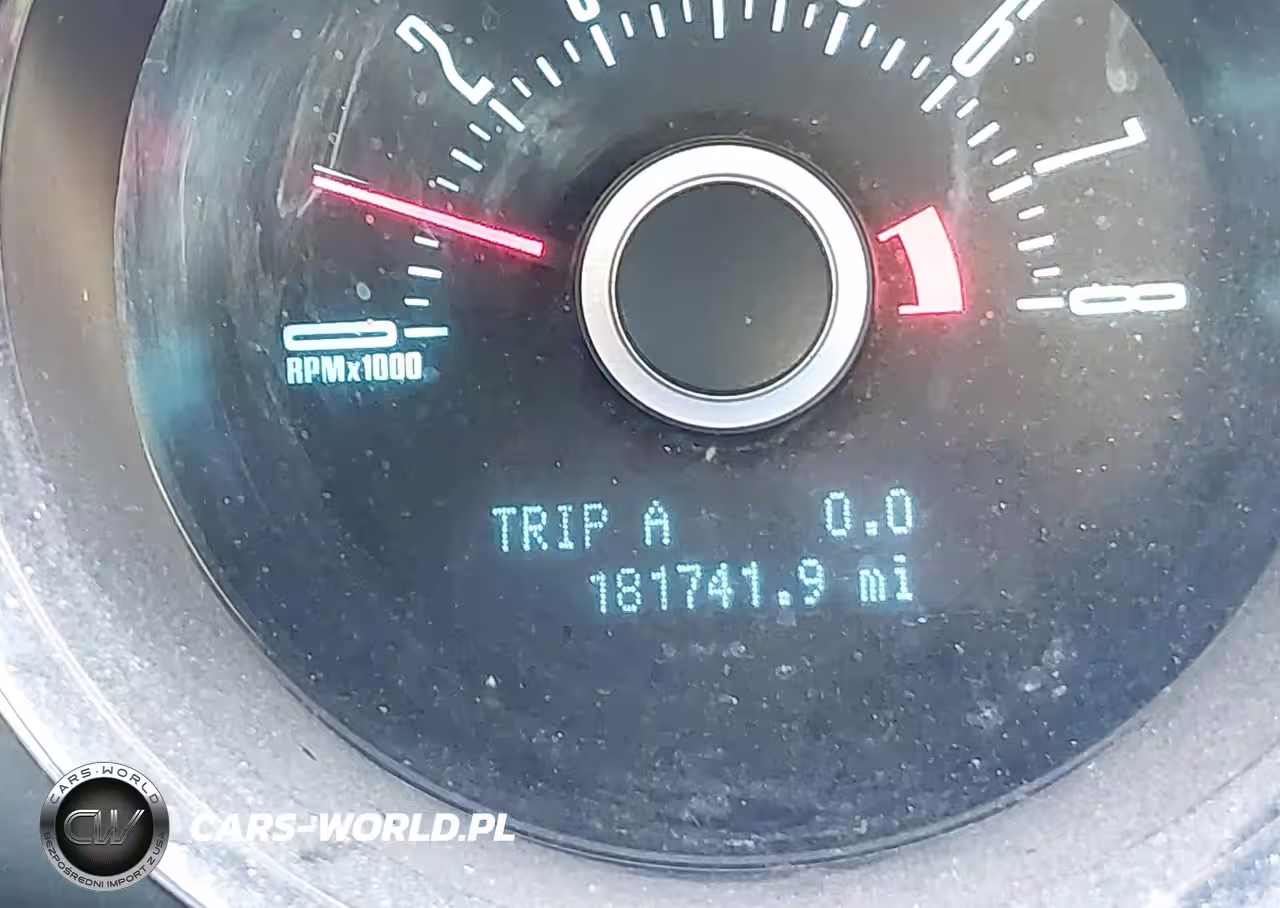 2
6
7
8
0
RPMx1000
TRIP A 0.0
181741.9 mi
CARS-WORLD
CW
BEZPOŚREDNI IMPORT Z USA
CARS-WORLD.PL